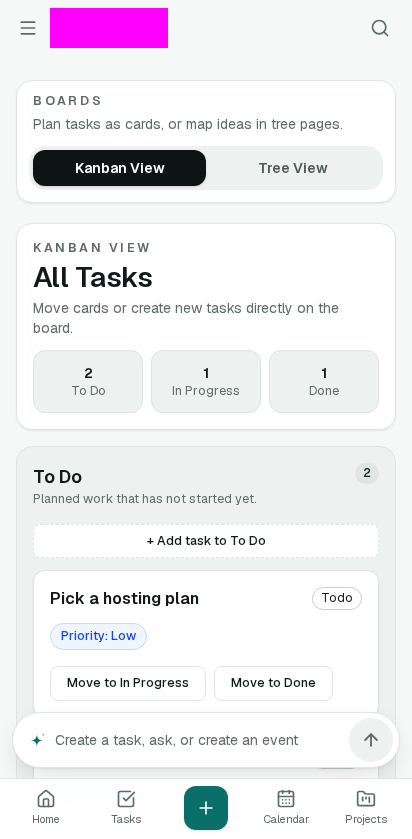 BOARDS
Plan tasks as cards, or map ideas in tree pages.
Kanban View
Tree View
KANBAN VIEW
All Tasks
Move cards or create new tasks directly on the
board.
2
To Do
1
In Progress
1
Done
To Do
2
Planned work that has not started yet.
+ Add task to To Do
Pick a hosting plan
Todo
Priority: Low
Move to In Progress
Move to Done
Create a task, ask, or create an event
Home
Tasks
Calendar
Projects